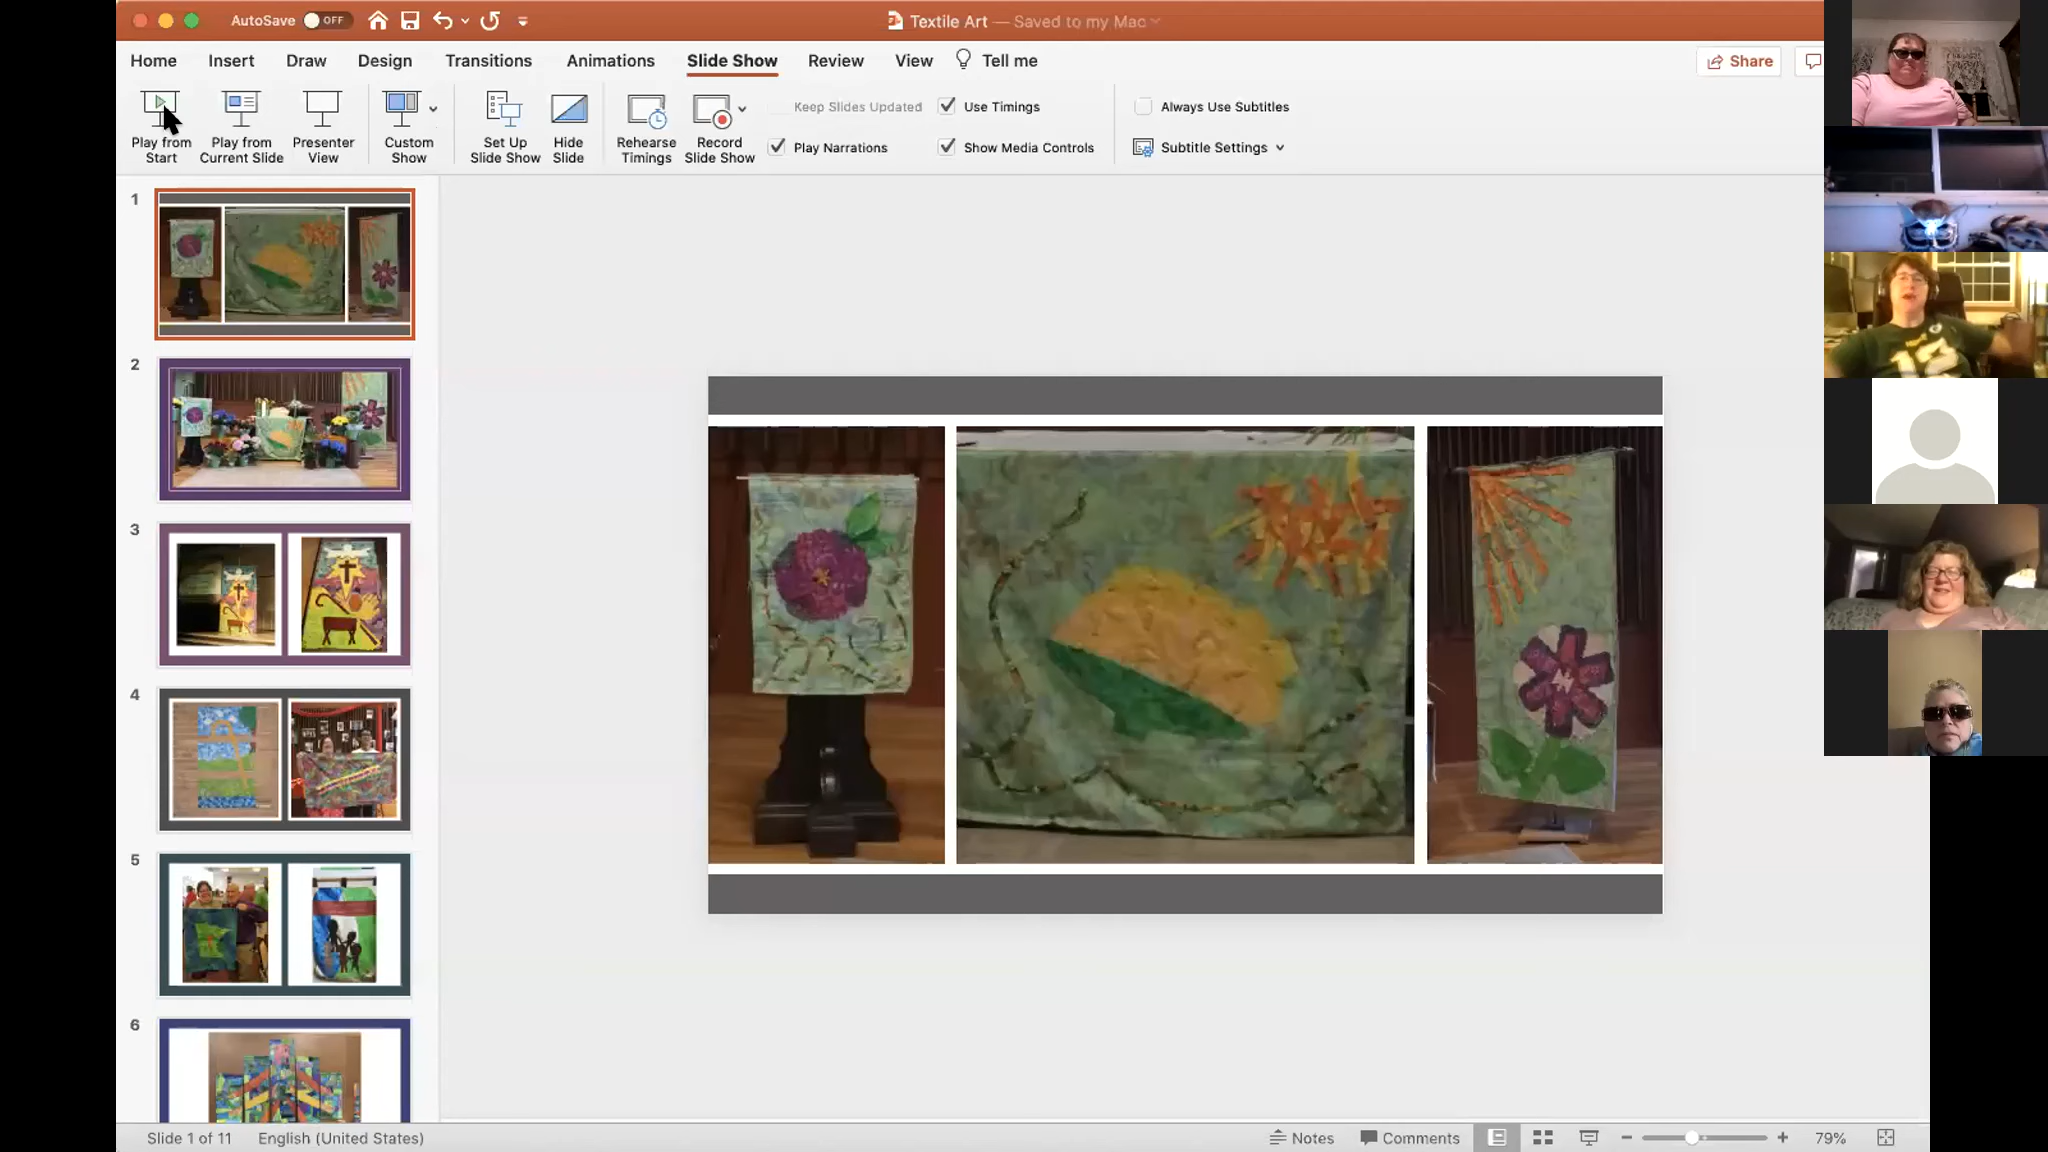 AutoSave OFF Textile Art — Saved to my Mac
Home Insert Draw Design Transitions Animations Slide Show Review View Tell me Share
Keep Slides Updated Use Timings Always Use Subtitles
Play from Start Play from Current Slide Presenter View Custom Show Set Up Slide Show Hide Slide Rehearse Timings Record Slide Show
Play Narrations Show Media Controls Subtitle Settings
1
2
3
4
5
6
12
Slide 1 of 11 English (United States) Notes Comments 79%